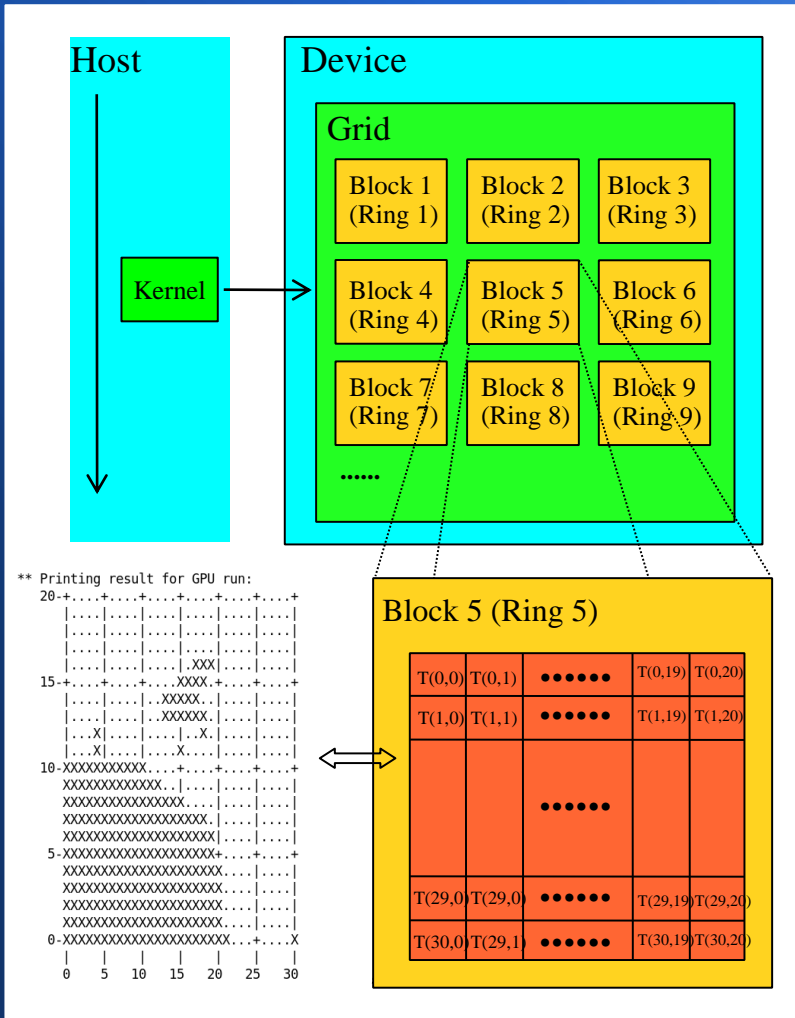 Host
Device
Grid
Block 1
(Ring 1)
Block 2
(Ring 2)
Block 3
(Ring 3)
Kernel
Block 4
(Ring 4)
Block 5
(Ring 5)
Block 6
(Ring 6)
Block 7
(Ring 7)
Block 8
(Ring 8)
Block 9
(Ring 9)
......
** Printing result for GPU run:
20-+....+....+....+....+....+....+
|....|....|....|....|....|....|
|....|....|....|....|....|....|
|....|....|....|....|....|....|
|....|....|....|.XXX|....|....|
15-+....+....+....XXXX.+....+....+
|....|....|..XXXXX..|....|....|
|....|....|..XXXXXX.|....|....|
|...X|....|....|..X.|....|....|
|...X|....|....X....|....|....|
10-XXXXXXXXXXX....+....+....+....+
XXXXXXXXXXXXX..|....|....|....|
XXXXXXXXXXXXXXXX....|....|....|
XXXXXXXXXXXXXXXXXXX.|....|....|
XXXXXXXXXXXXXXXXXXXX|....|....|
5-XXXXXXXXXXXXXXXXXXXX+....+....+
XXXXXXXXXXXXXXXXXXXXX....|....|
XXXXXXXXXXXXXXXXXXXXX....|....|
XXXXXXXXXXXXXXXXXXXXX....|....|
XXXXXXXXXXXXXXXXXXXXX....|....|
0-XXXXXXXXXXXXXXXXXXXXXX...+....X
| | | | | | |
0 5 10 15 20 25 30
Block 5 (Ring 5)
T(0,0) T(0,1) •••••• T(0,19) T(0,20)
T(1,0) T(1,1) •••••• T(1,19) T(1,20)
••••••
T(29,0) T(29,0) •••••• T(29,19) T(29,20)
T(30,0) T(29,1) •••••• T(30,19) T(30,20)